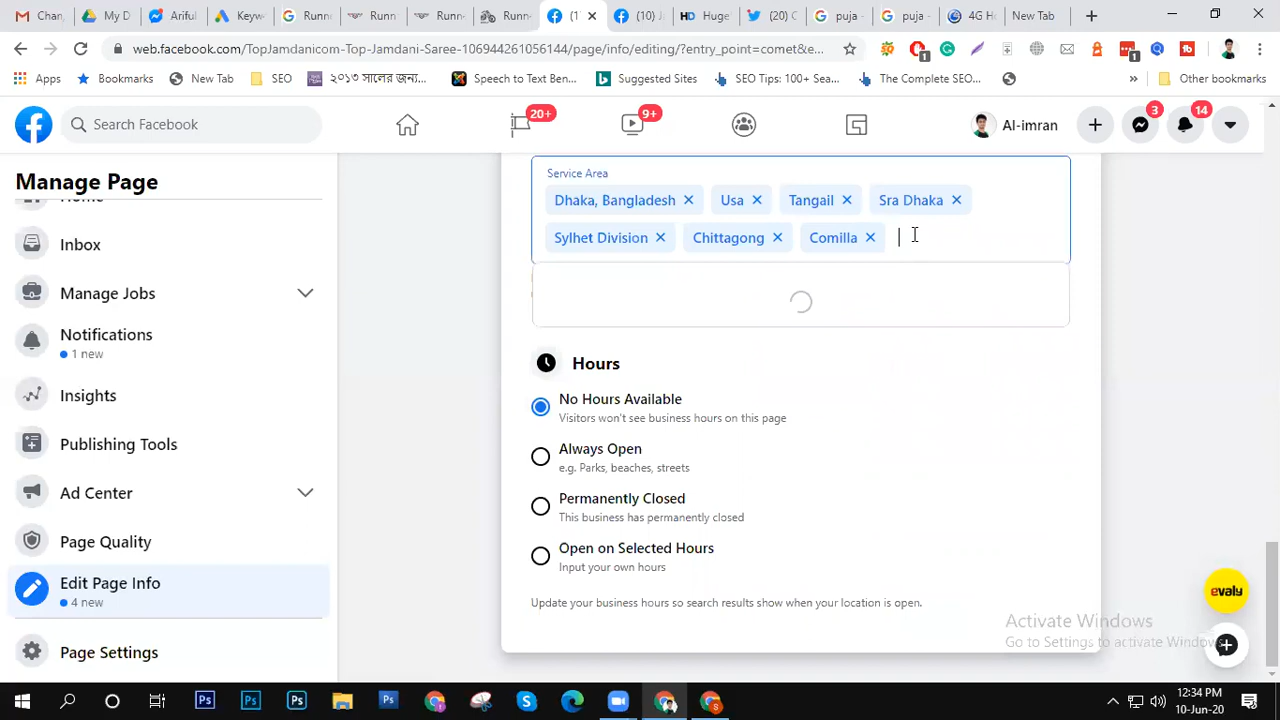 Chan
My D
Ariful
Keyw
Runn
Runn
Runn
Runn
(1
(10) J
HD Huge
(20) C
puja -
puja -
4G H
New Tab
web.facebook.com/TopJamdanicom-Top-Jamdani-Saree-106944261056144/page/info/editing/?entry_point=comet&e...
Apps Bookmarks New Tab SEO ২০১৩ সালের জন্য... Speech to Text Ben... Suggested Sites SEO Tips: 100+ Sea... The Complete SEO... » Other bookmarks
Search Facebook
20+
9+
Al-imran
3
14
Manage Page
Inbox
Manage Jobs
Notifications
1 new
Insights
Publishing Tools
Ad Center
Page Quality
Edit Page Info
4 new
Page Settings
Service Area
Dhaka, Bangladesh Usa Tangail Sra Dhaka
Sylhet Division Chittagong Comilla
Hours
No Hours Available
Visitors won't see business hours on this page
Always Open
e.g. Parks, beaches, streets
Permanently Closed
This business has permanently closed
Open on Selected Hours
Input your own hours
Update your business hours so search results show when your location is open.
evaly
Activate Windows
Go to Settings to activate Windows
12:34 PM
10-Jun-20